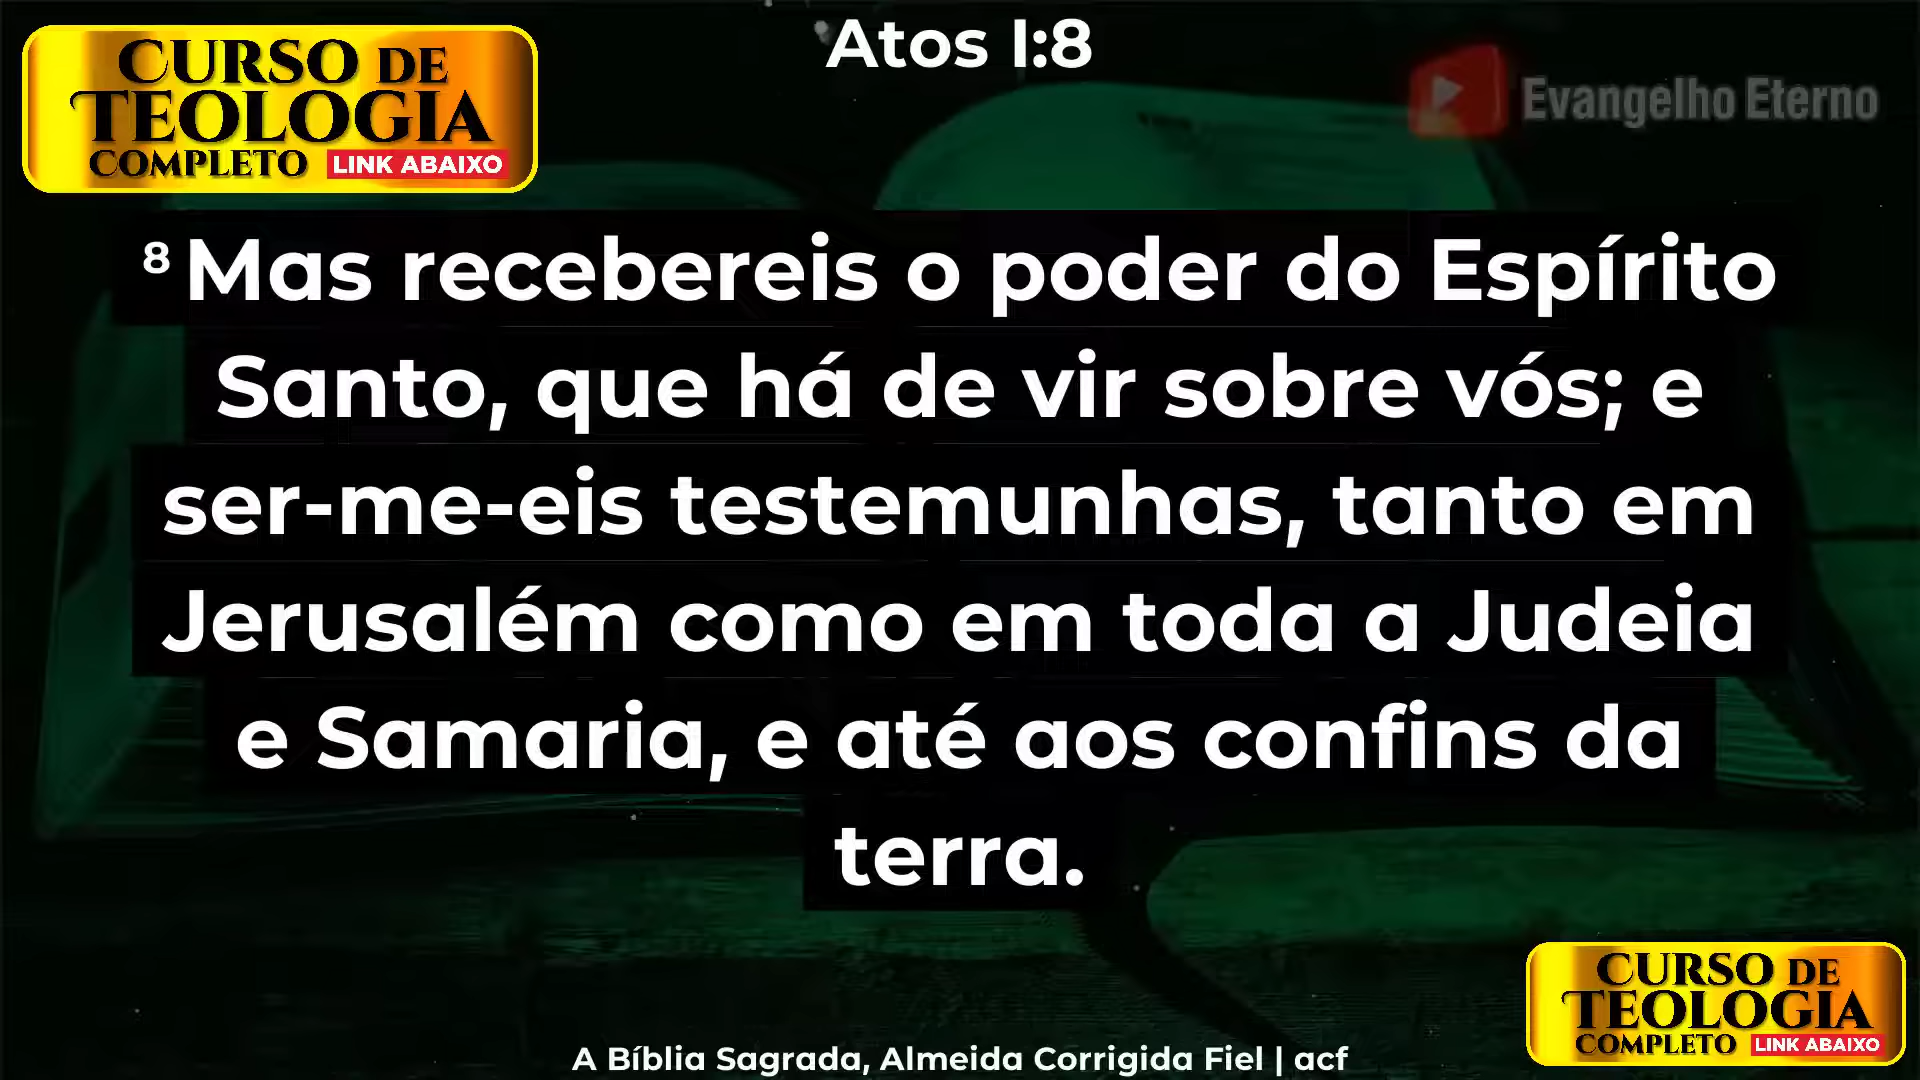 CURSO DE
TEOLOGIA
COMPLETO LINK ABAIXO
Atos 1:8
Evangelho Eterno
8 Mas recebereis o poder do Espírito
Santo, que há de vir sobre vós; e
ser-me-eis testemunhas, tanto em
Jerusalém como em toda a Judeia
e Samaria, e até aos confins da
terra.
CURSO DE
TEOLOGIA
COMPLETO LINK ABAIXO
A Bíblia Sagrada, Almeida Corrigida Fiel | acf